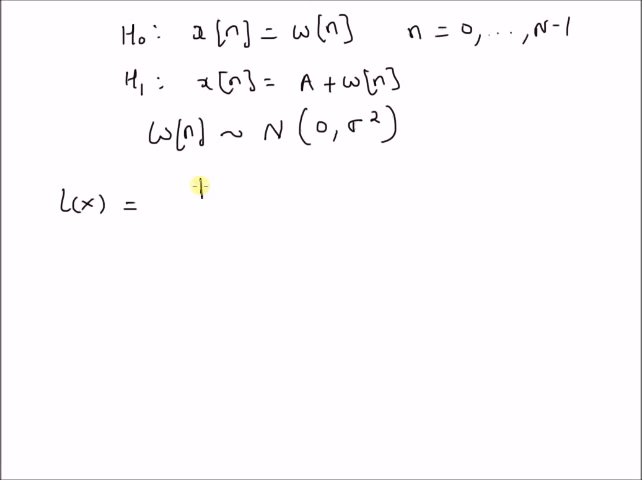 H₀: x[n] = w[n] n = 0, ..., N-1
H₁: x[n] = A + w[n]
w[n] ~ N(0, σ²)
L(x) =